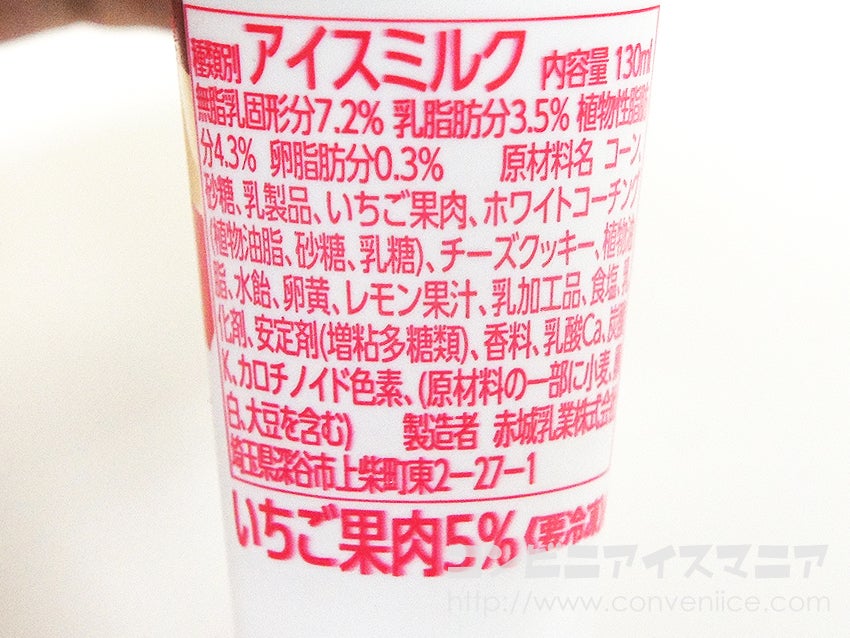 種類別 アイスミルク 内容量 130ml
無脂乳固形分7.2% 乳脂肪分3.5% 植物性脂肪
分4.3% 卵脂肪分0.3% 原材料名 コーン、
砂糖、乳製品、いちご果肉、ホワイトコーチング
(植物油脂、砂糖、乳糖)、チーズクッキー、植物油
脂、水飴、卵黄、レモン果汁、乳加工品、食塩、乳
化剤、安定剤(増粘多糖類)、香料、乳酸Ca、炭酸
K、カロチノイド色素、(原材料の一部に小麦、
白、大豆を含む) 製造者 赤城乳業株式会
埼玉県深谷市上柴町東2-27-1
いちご果肉5% (要冷凍)
コンビニアイスマニア
http://www.conveniice.com